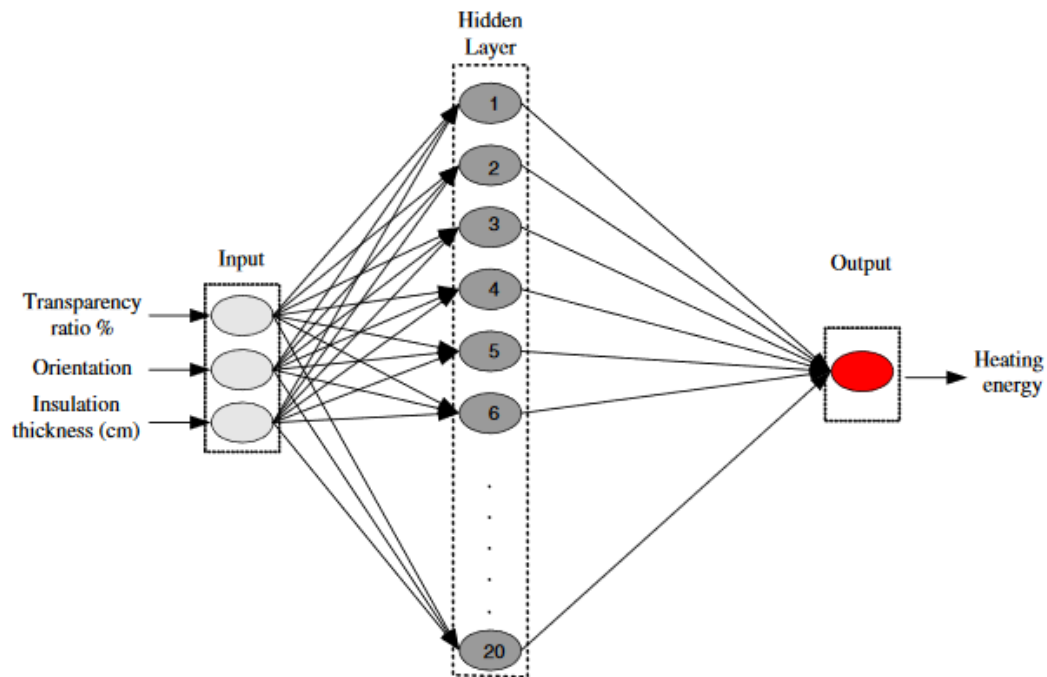 Hidden
Layer
1
2
3
Input
Output
4
Transparency
ratio %
5
Heating
energy
Orientation
Insulation
thickness (cm)
6
20